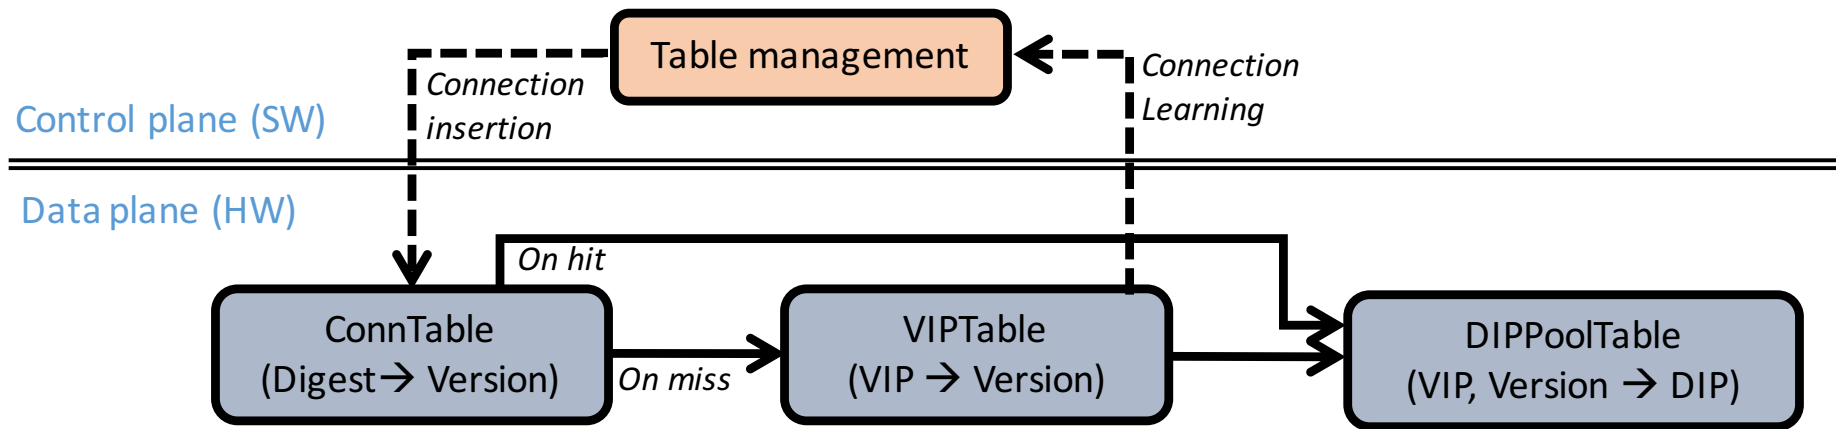 Table management
Connection
insertion
Connection
Learning
Control plane (SW)
Data plane (HW)
On hit
ConnTable
(Digest→ Version)
On miss
VIPTable
(VIP → Version)
DIPPoolTable
(VIP, Version → DIP)